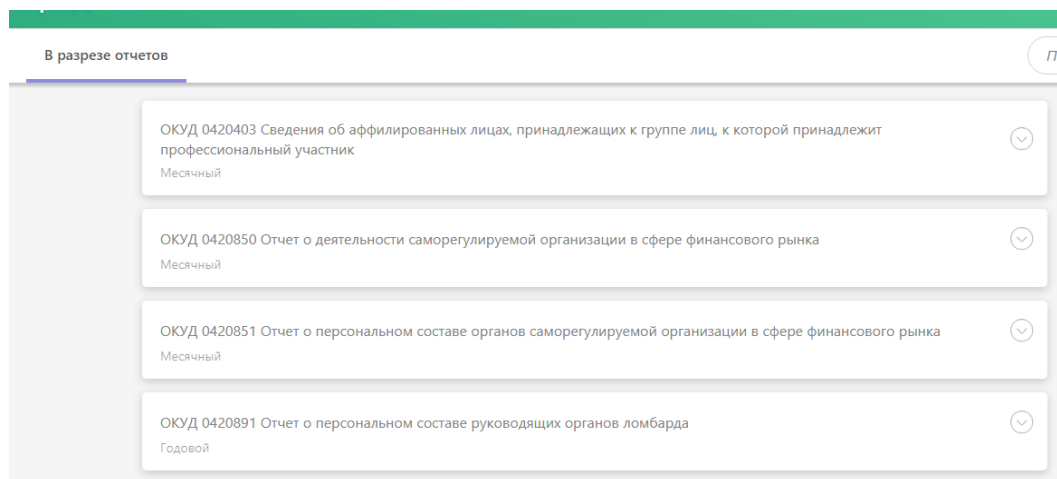 В разрезе отчетов
ОКУД 0420403 Сведения об аффилированных лицах, принадлежащих к группе лиц, к которой принадлежит
профессиональный участник
Месячный
ОКУД 0420850 Отчет о деятельности саморегулируемой организации в сфере финансового рынка
Месячный
ОКУД 0420851 Отчет о персональном составе органов саморегулируемой организации в сфере финансового рынка
Месячный
ОКУД 0420891 Отчет о персональном составе руководящих органов ломбарда
Годовой